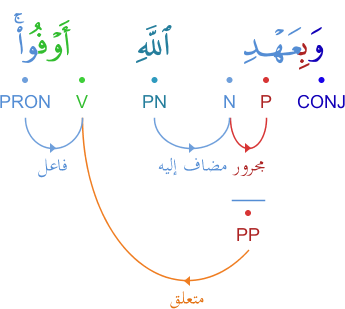 وَبِعَهْدِ ٱللَّهِ أَوْفُوا۟ ۚ
CONJ P N PN V PRON
مجرور مضاف إليه فاعل
PP
متعلق